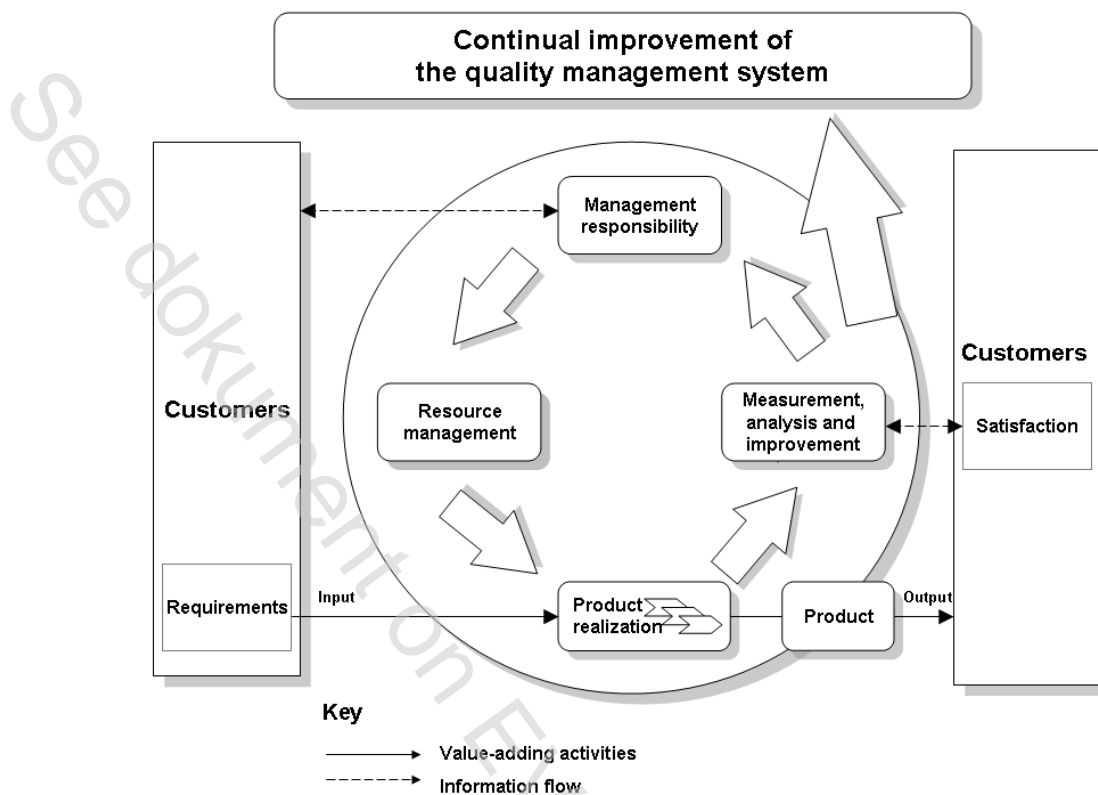 Continual improvement of
the quality management system
Management
responsibility
Customers
Customers
Resource
management
Measurement,
analysis and
improvement
Satisfaction
Requirements
Input
Product
realization
Product
Output
Key
Value-adding activities
Information flow
See dokument on